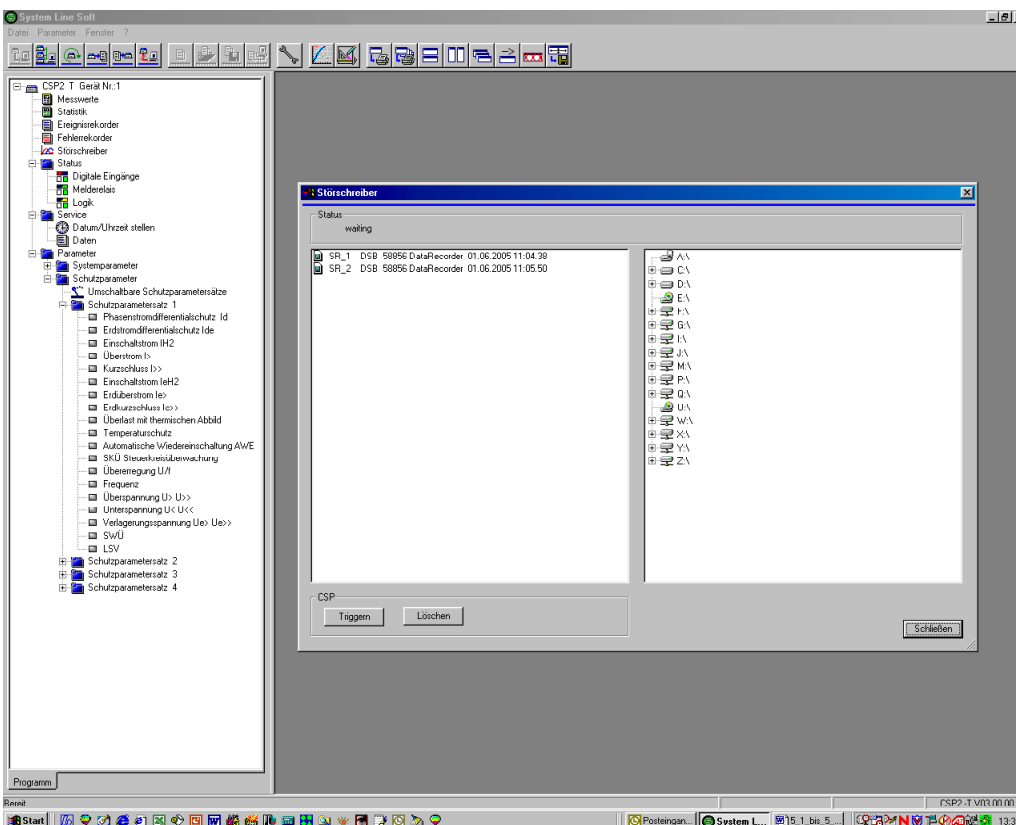 System Line Soft
Datei Parameter Fenster ?
CSP2 T Gerät Nr.:1
Messwerte
Statistik
Ereignisrekorder
Fehlerrekorder
Störschreiber
Status
Digitale Eingänge
Melderelais
Logik
Service
Datum/Uhrzeit stellen
Daten
Parameter
Systemparameter
Schutzparameter
Umschaltbare Schutzparametersätze
Schutzparametersatz 1
Phasenstromdifferentialschutz Id
Erdstromdifferentialschutz Ide
Einschaltstrom IH2
Überstrom I>
Kurzschluss I>>
Einschaltstrom IeH2
Erdüberstrom Ie>
Erdkurzschluss Ie>>
Überlast mit thermischen Abbild
Temperaturschutz
Automatische Wiedereinschaltung AWE
SKÜ Steuerkreisüberwachung
Übererregung U/f
Frequenz
Überspannung U> U>>
Unterspannung U< U<<
Verlagerungsspannung Ue> Ue>>
SWÜ
LSV
Schutzparametersatz 2
Schutzparametersatz 3
Schutzparametersatz 4
Programm
Störschreiber
Status
waiting
SR_1 DSB 58856 DataRecorder 01.06.2005 11:04.38
SR_2 DSB 58856 DataRecorder 01.06.2005 11:05.50
A:\
C:\
D:\
E:\
F:\
G:\
I:\
J:\
M:\
P:\
Q:\
U:\
W:\
X:\
Y:\
Z:\
CSP
Triggern Löschen
Schließen
Bereit CSP2-T V03.00.00
Start Posteingan... System L... 15_1_bis_5_... 13:3